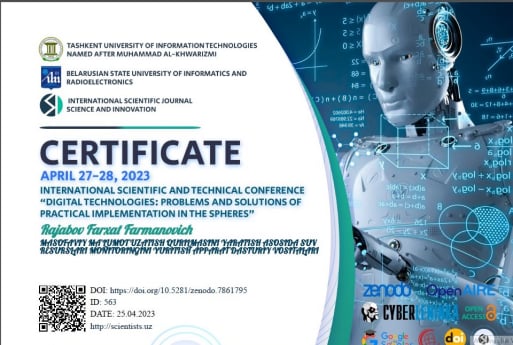 TASHKENT UNIVERSITY OF INFORMATION TECHNOLOGIES
NAMED AFTER MUHAMMAD AL-KHWARIZMI
BELARUSIAN STATE UNIVERSITY OF INFORMATICS AND
RADIOELECTRONICS
INTERNATIONAL SCIENTIFIC JOURNAL
SCIENCE AND INNOVATION
CERTIFICATE
APRIL 27-28, 2023
INTERNATIONAL SCIENTIFIC AND TECHNICAL CONFERENCE
“DIGITAL TECHNOLOGIES: PROBLEMS AND SOLUTIONS OF
PRACTICAL IMPLEMENTATION IN THE SPHERES”
Rajabov Farxat Farmanovich
MASOFAVIY MA'LUMOT UZATISH QURILMASINI YARATISH ASOSIDA SUV
RESURSLARI MONITORINGINI YURITISH APPARAT DASTURIY VOSITALARI
DOI: https://doi.org/10.5281/zenodo.7861795
ID: 563
DATE: 25.04.2023
http://scientists.uz
zenodo
OpenAIRE
OPEN
ACCESS
Google
doi